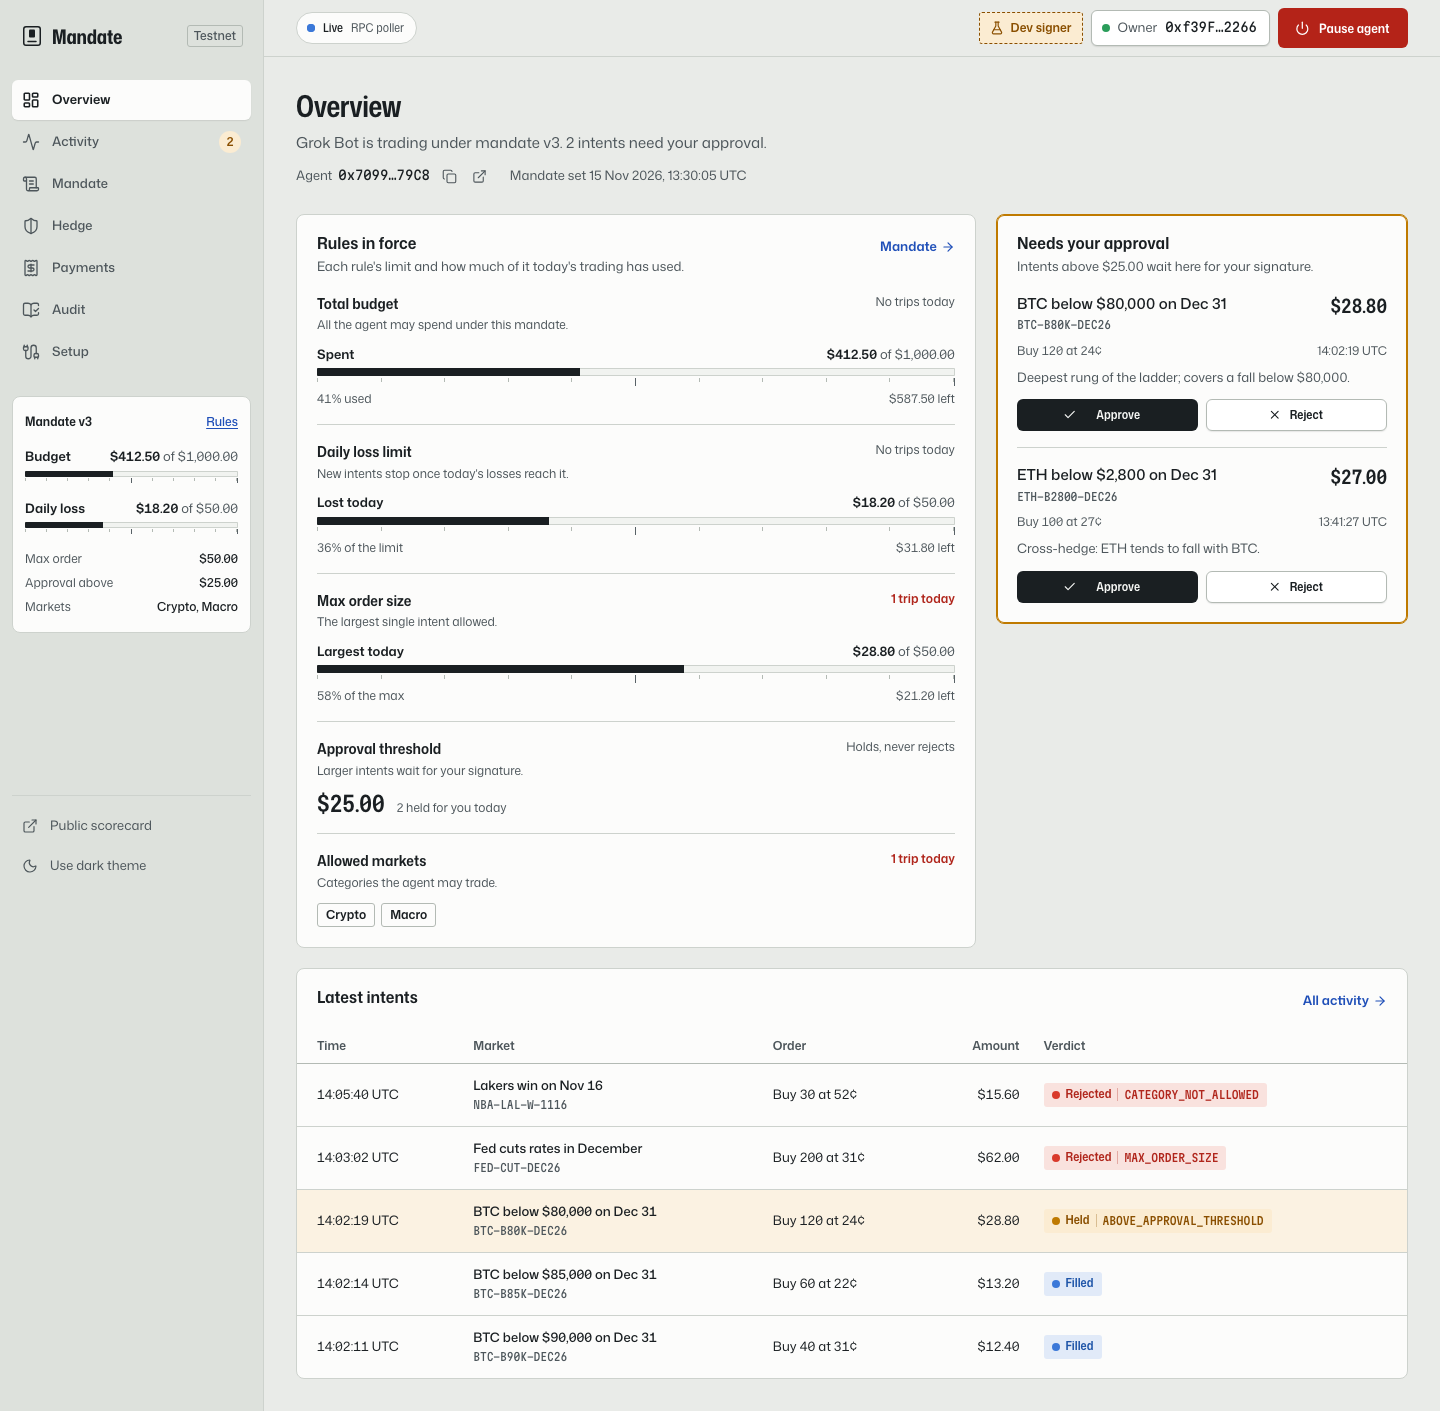 Mandate
Testnet
Overview
Activity
2
Mandate
Hedge
Payments
Audit
Setup
Mandate v3
Rules
Budget
$412.50 of $1,000.00
Daily loss
$18.20 of $50.00
Max order
$50.00
Approval above
$25.00
Markets
Crypto, Macro
Public scorecard
Use dark theme
Live RPC poller
Dev signer
Owner 0xf39F…2266
Pause agent
Overview
Grok Bot is trading under mandate v3. 2 intents need your approval.
Agent 0x7099…79C8
Mandate set 15 Nov 2026, 13:30:05 UTC
Rules in force
Mandate
Each rule's limit and how much of it today's trading has used.
Total budget
No trips today
All the agent may spend under this mandate.
Spent
$412.50 of $1,000.00
41% used
$587.50 left
Daily loss limit
No trips today
New intents stop once today's losses reach it.
Lost today
$18.20 of $50.00
36% of the limit
$31.80 left
Max order size
1 trip today
The largest single intent allowed.
Largest today
$28.80 of $50.00
58% of the max
$21.20 left
Approval threshold
Holds, never rejects
Larger intents wait for your signature.
$25.00 2 held for you today
Allowed markets
1 trip today
Categories the agent may trade.
Crypto
Macro
Needs your approval
Intents above $25.00 wait here for your signature.
BTC below $80,000 on Dec 31
$28.80
BTC-B80K-DEC26
Buy 120 at 24¢
14:02:19 UTC
Deepest rung of the ladder; covers a fall below $80,000.
Approve
Reject
ETH below $2,800 on Dec 31
$27.00
ETH-B2800-DEC26
Buy 100 at 27¢
13:41:27 UTC
Cross-hedge: ETH tends to fall with BTC.
Approve
Reject
Latest intents
All activity
Time Market Order Amount Verdict
14:05:40 UTC
Lakers win on Nov 16
NBA-LAL-W-1116
Buy 30 at 52¢
$15.60
Rejected CATEGORY_NOT_ALLOWED
14:03:02 UTC
Fed cuts rates in December
FED-CUT-DEC26
Buy 200 at 31¢
$62.00
Rejected MAX_ORDER_SIZE
14:02:19 UTC
BTC below $80,000 on Dec 31
BTC-B80K-DEC26
Buy 120 at 24¢
$28.80
Held ABOVE_APPROVAL_THRESHOLD
14:02:14 UTC
BTC below $85,000 on Dec 31
BTC-B85K-DEC26
Buy 60 at 22¢
$13.20
Filled
14:02:11 UTC
BTC below $90,000 on Dec 31
BTC-B90K-DEC26
Buy 40 at 31¢
$12.40
Filled